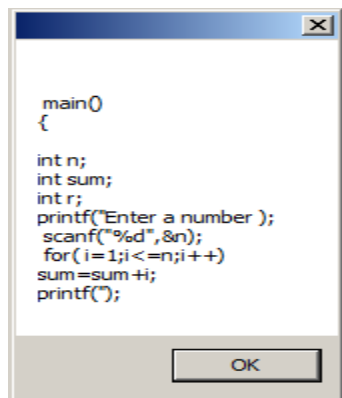 main()
{
int n;
int sum;
int r;
printf("Enter a number );
scanf("%d",&n);
for( i=1;i<=n;i++)
sum=sum+i;
printf(");
OK